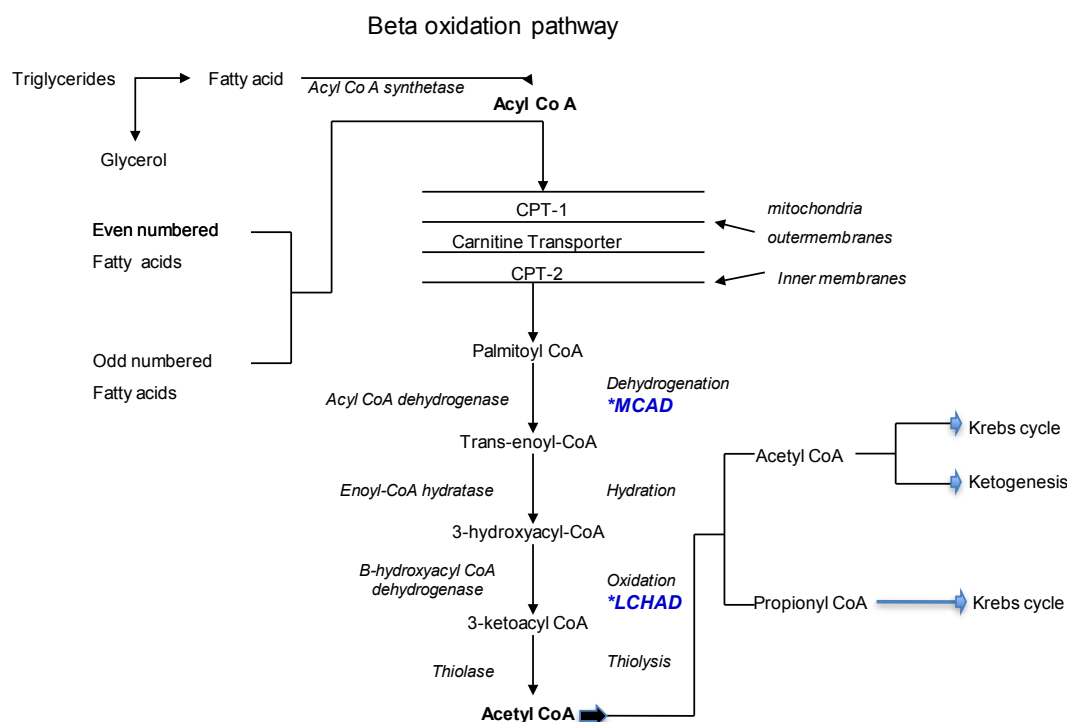 Beta oxidation pathway
Triglycerides
Fatty acid
Acyl Co A synthetase
Acyl Co A
Glycerol
CPT-1
mitochondria
outermembranes
Even numbered
Fatty acids
Carnitine Transporter
CPT-2
Inner membranes
Odd numbered
Fatty acids
Palmitoyl CoA
Acyl CoA dehydrogenase
Dehydrogenation
*MCAD
Trans-enoyl-CoA
Enoyl-CoA hydratase
Hydration
3-hydroxyacyl-CoA
B-hydroxyacyl CoA
dehydrogenase
Oxidation
*LCHAD
3-ketoacyl CoA
Thiolase
Thiolysis
Acetyl CoA
Acetyl CoA
Krebs cycle
Ketogenesis
Propionyl CoA
Krebs cycle